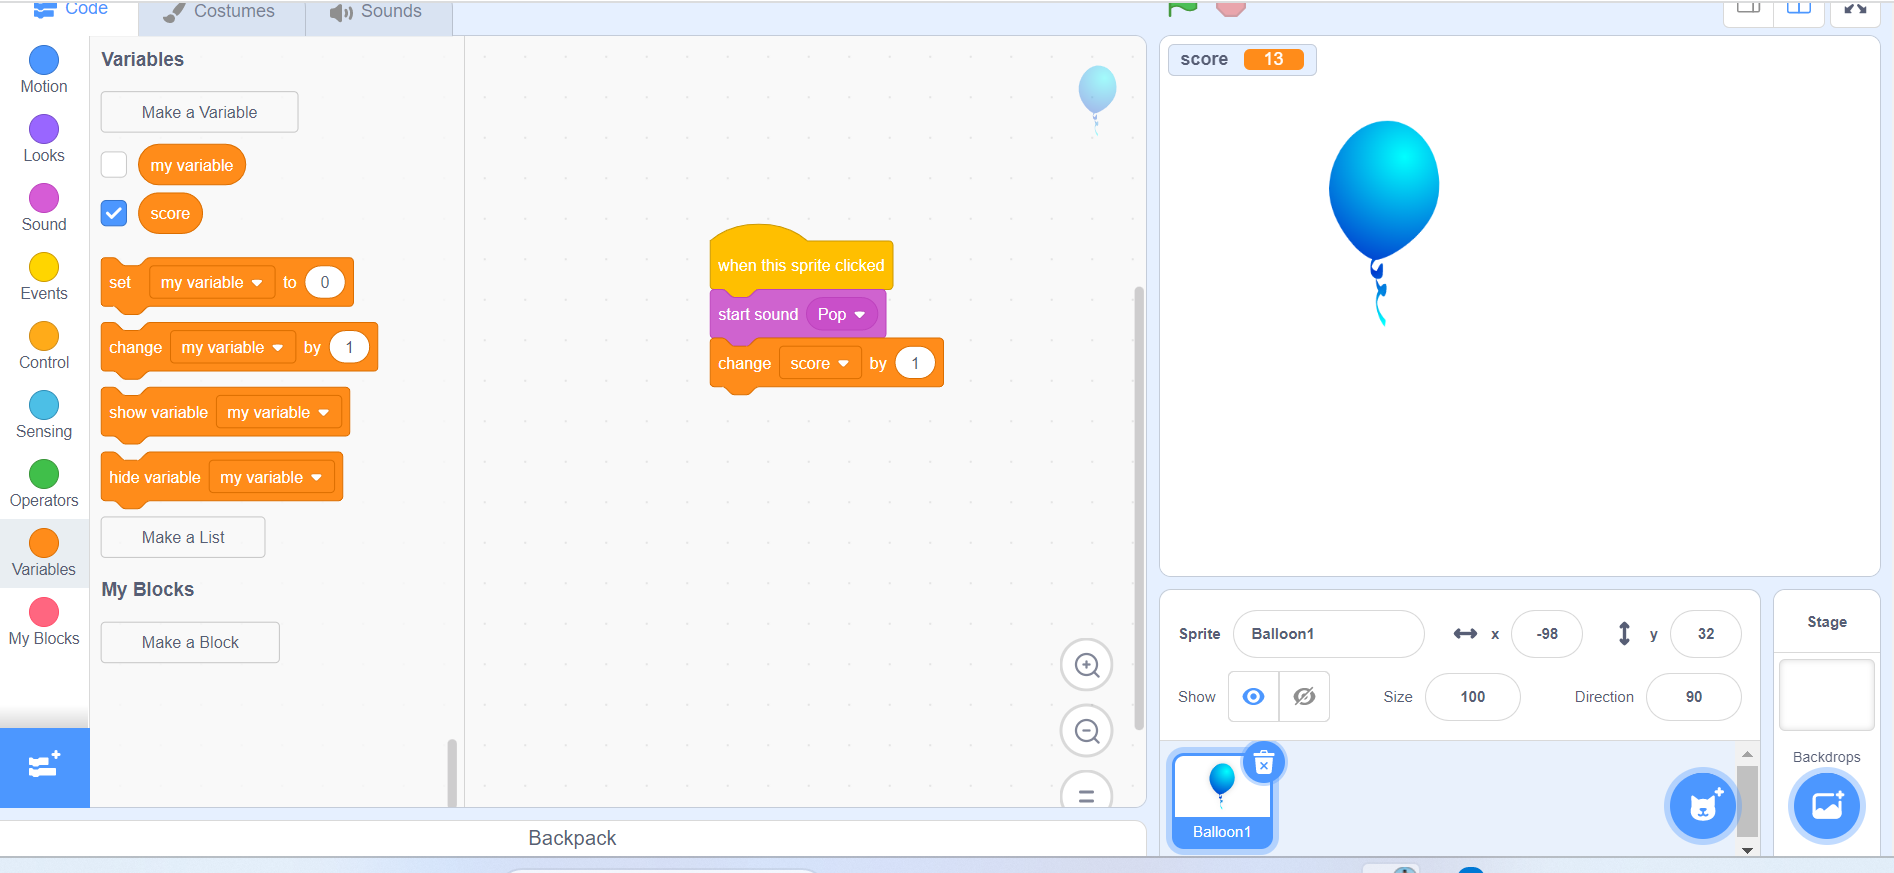 Code
Costumes
Sounds
Motion
Looks
Sound
Events
Control
Sensing
Operators
Variables
My Blocks
Variables
Make a Variable
my variable
score
set my variable to 0
change my variable by 1
show variable my variable
hide variable my variable
Make a List
My Blocks
Make a Block
when this sprite clicked
start sound Pop
change score by 1
Backpack
score 13
Sprite Balloon1 x -98 y 32
Show Size 100 Direction 90
Balloon1
Stage
Backdrops